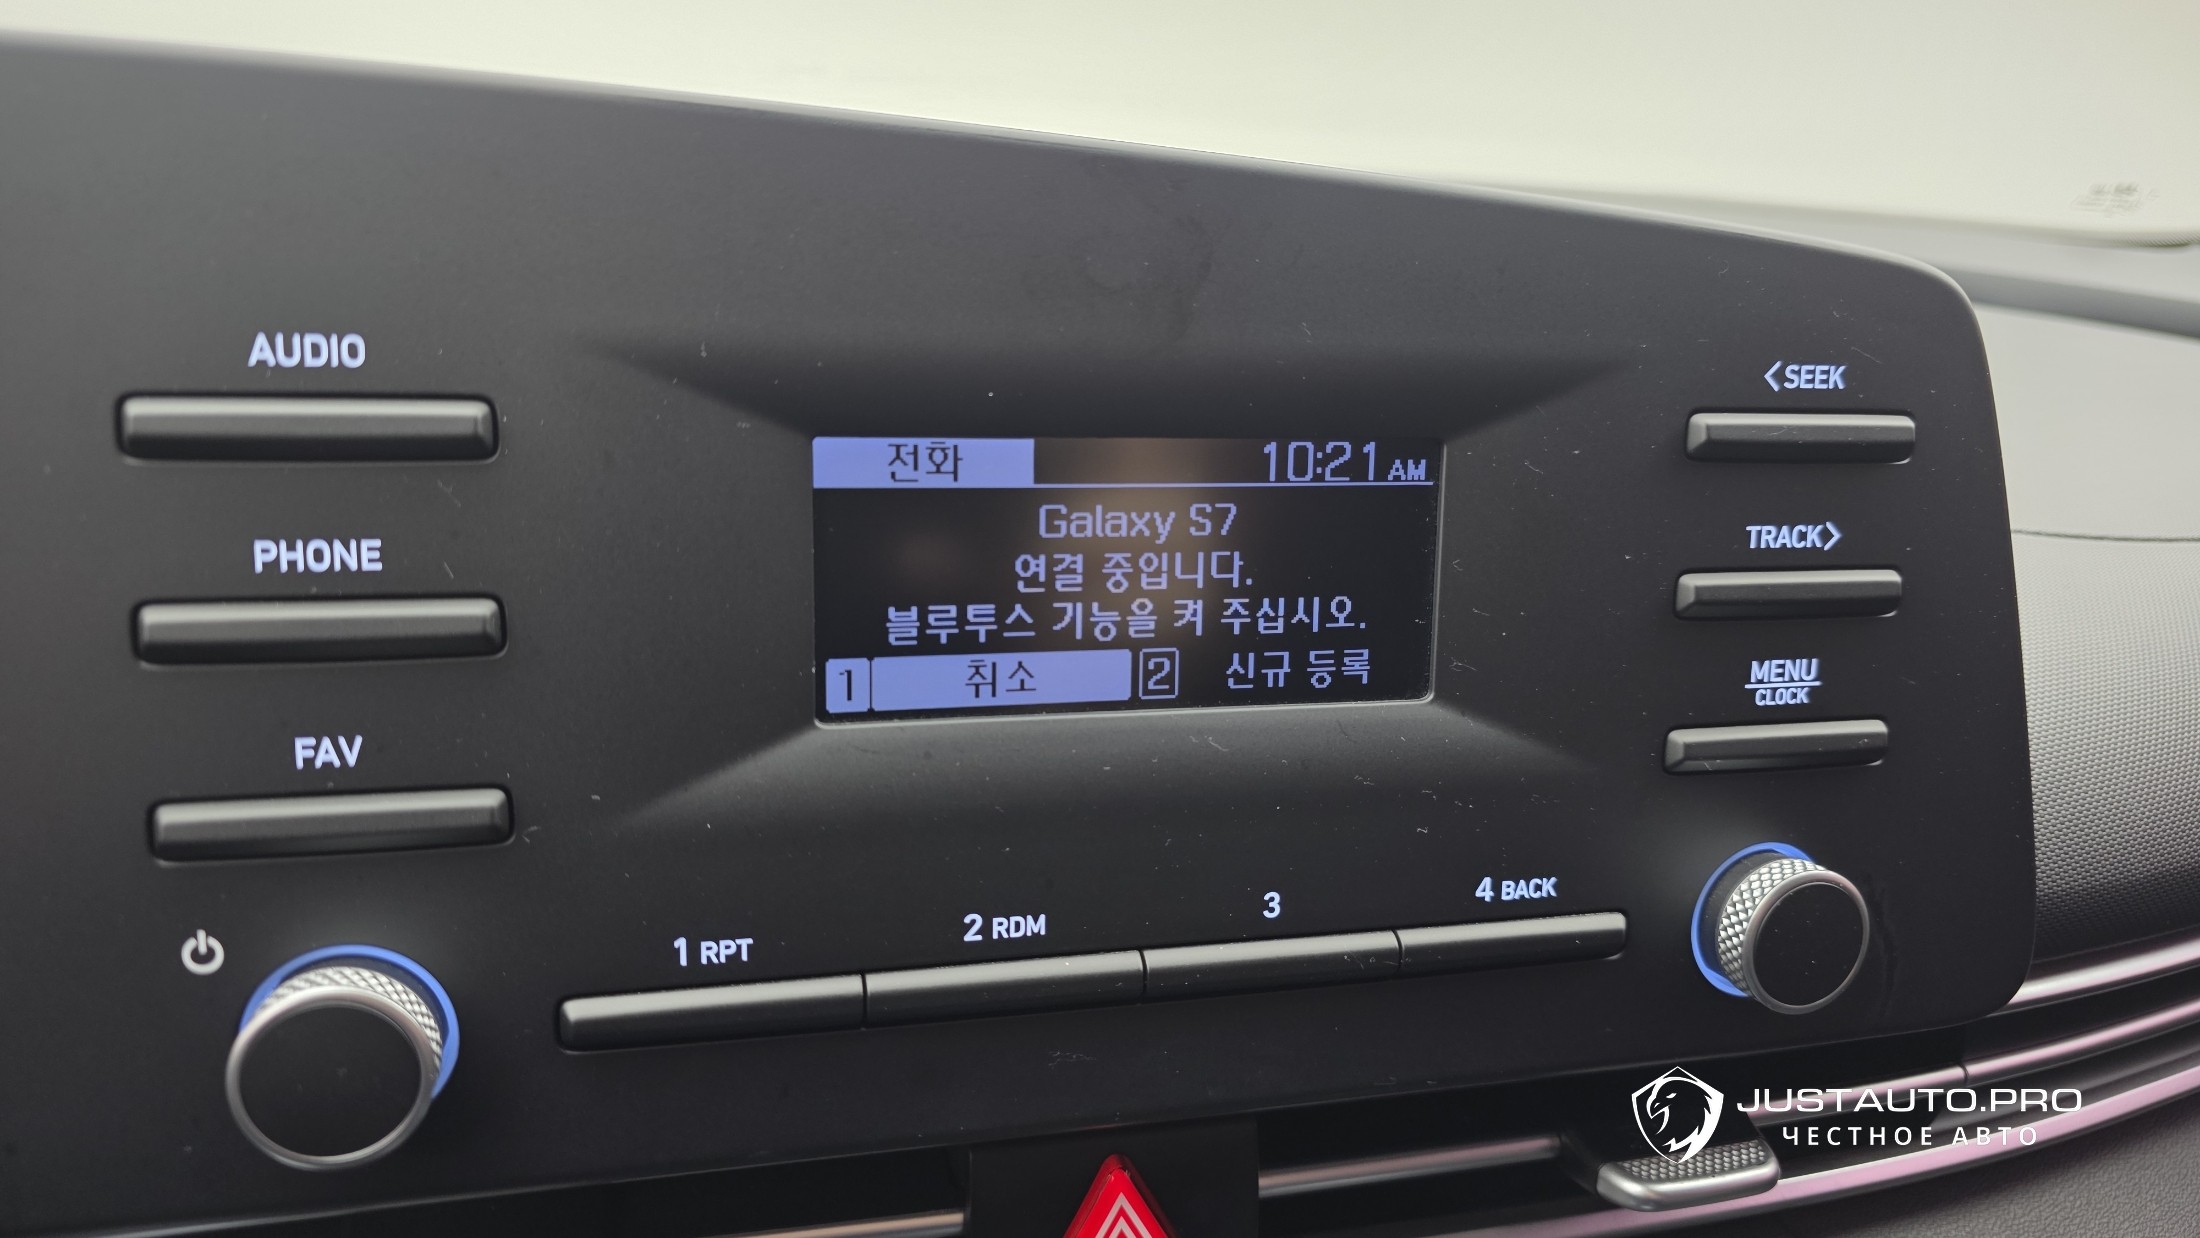 AUDIO
PHONE
FAV
전화 10:21 AM
Galaxy S7
연결 중입니다.
블루투스 기능을 켜 주십시오.
1 취소 2 신규 등록
<SEEK
TRACK>
MENU
CLOCK
1 RPT 2 RDM 3 4 BACK
JUSTAUTO.PRO
ЧЕСТНОЕ АВТО